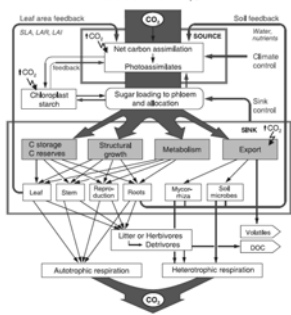 CO₂
Leaf area feedback
Soil feedback
SLA, LAR, LAI
SOURCE
Water,
nutrients
↑CO₂
Net carbon assimilation
Photoassimilates
Climate
control
↑CO₂
feedback
Chloroplast
starch
Sugar loading to phloem
and allocation
Sink
control
SINK
↑CO₂
C storage
C reserves
Structural
growth
Metabolism
Export
Leaf
Stem
Repro-
duction
Roots
Mycor-
rhiza
Soil
microbes
Litter or Herbivores
Detrivores
Volatiles
DOC
Autotrophic respiration
Heterotrophic respiration
CO₂